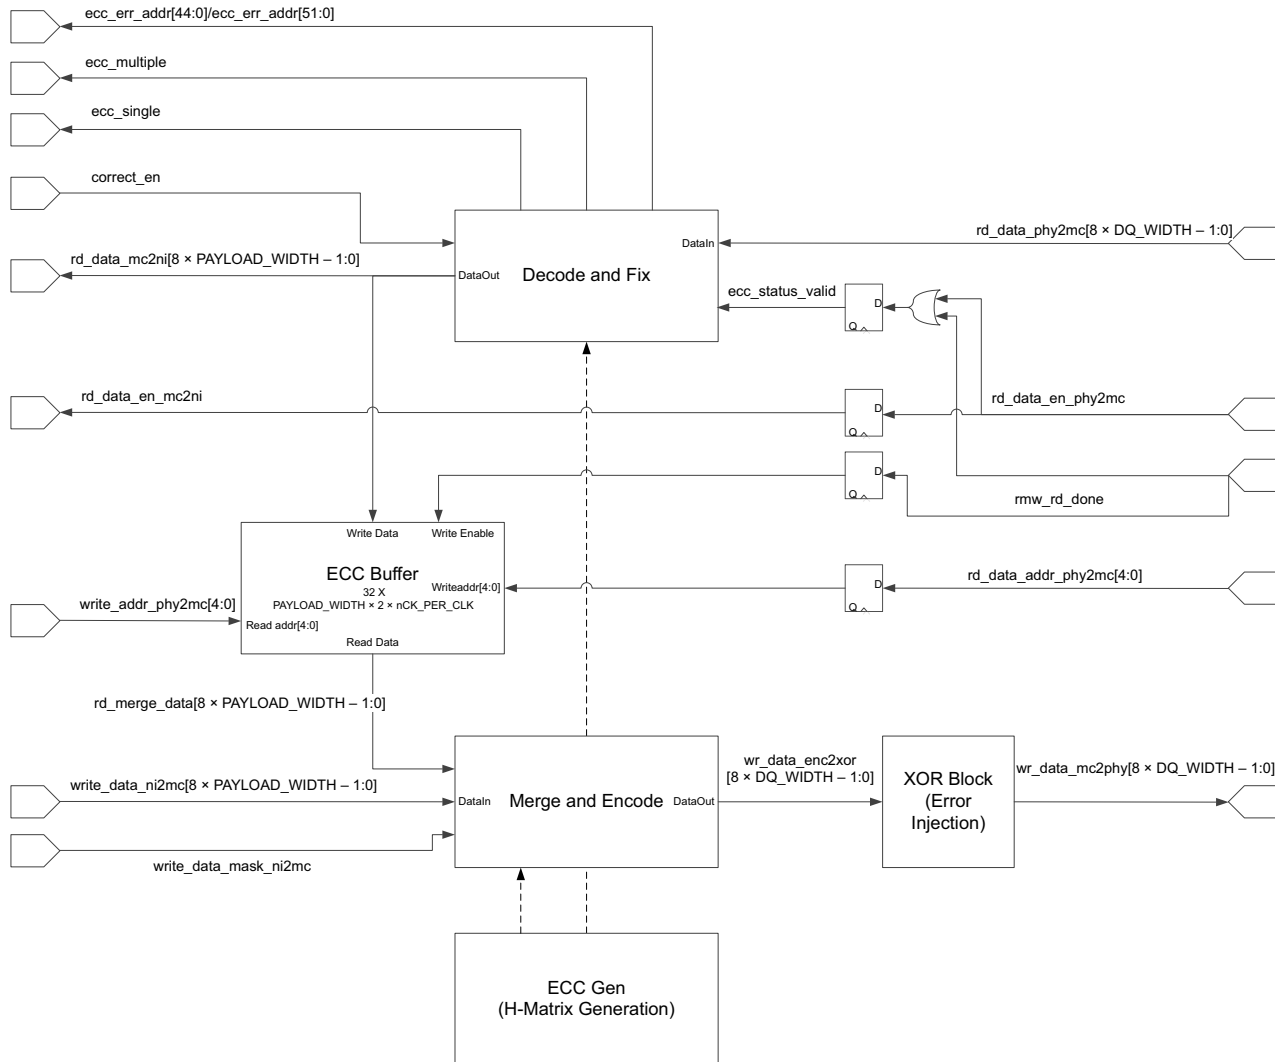 ecc_err_addr[44:0]/ecc_err_addr[51:0]
ecc_multiple
ecc_single
correct_en
rd_data_mc2ni[8 × PAYLOAD_WIDTH – 1:0]
DataOut
Decode and Fix
DataIn
rd_data_phy2mc[8 × DQ_WIDTH – 1:0]
ecc_status_valid
D
Q
rd_data_en_mc2ni
D
Q
rd_data_en_phy2mc
D
Q
rmw_rd_done
Write Data
Write Enable
ECC Buffer
32 X
PAYLOAD_WIDTH × 2 × nCK_PER_CLK
Writeaddr[4:0]
Read addr[4:0]
Read Data
D
Q
rd_data_addr_phy2mc[4:0]
write_addr_phy2mc[4:0]
rd_merge_data[8 × PAYLOAD_WIDTH – 1:0]
write_data_ni2mc[8 × PAYLOAD_WIDTH – 1:0]
write_data_mask_ni2mc
DataIn
Merge and Encode
DataOut
wr_data_enc2xor
[8 × DQ_WIDTH – 1:0]
XOR Block
(Error
Injection)
wr_data_mc2phy[8 × DQ_WIDTH – 1:0]
ECC Gen
(H-Matrix Generation)